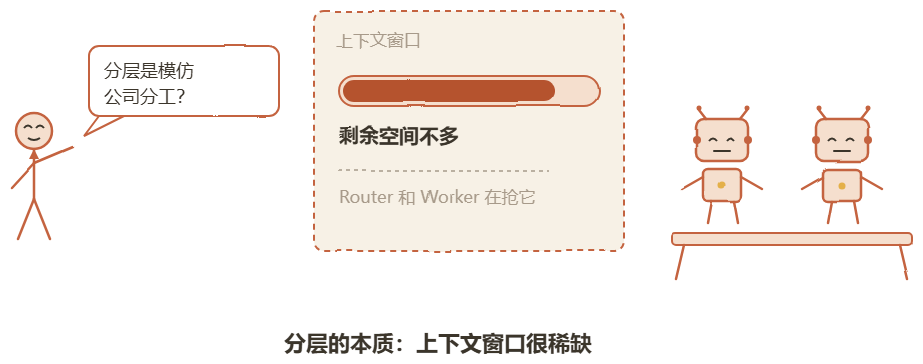 分层是模仿
公司分工?
上下文窗口
剩余空间不多
Router 和 Worker 在抢它
分层的本质：上下文窗口很稀缺